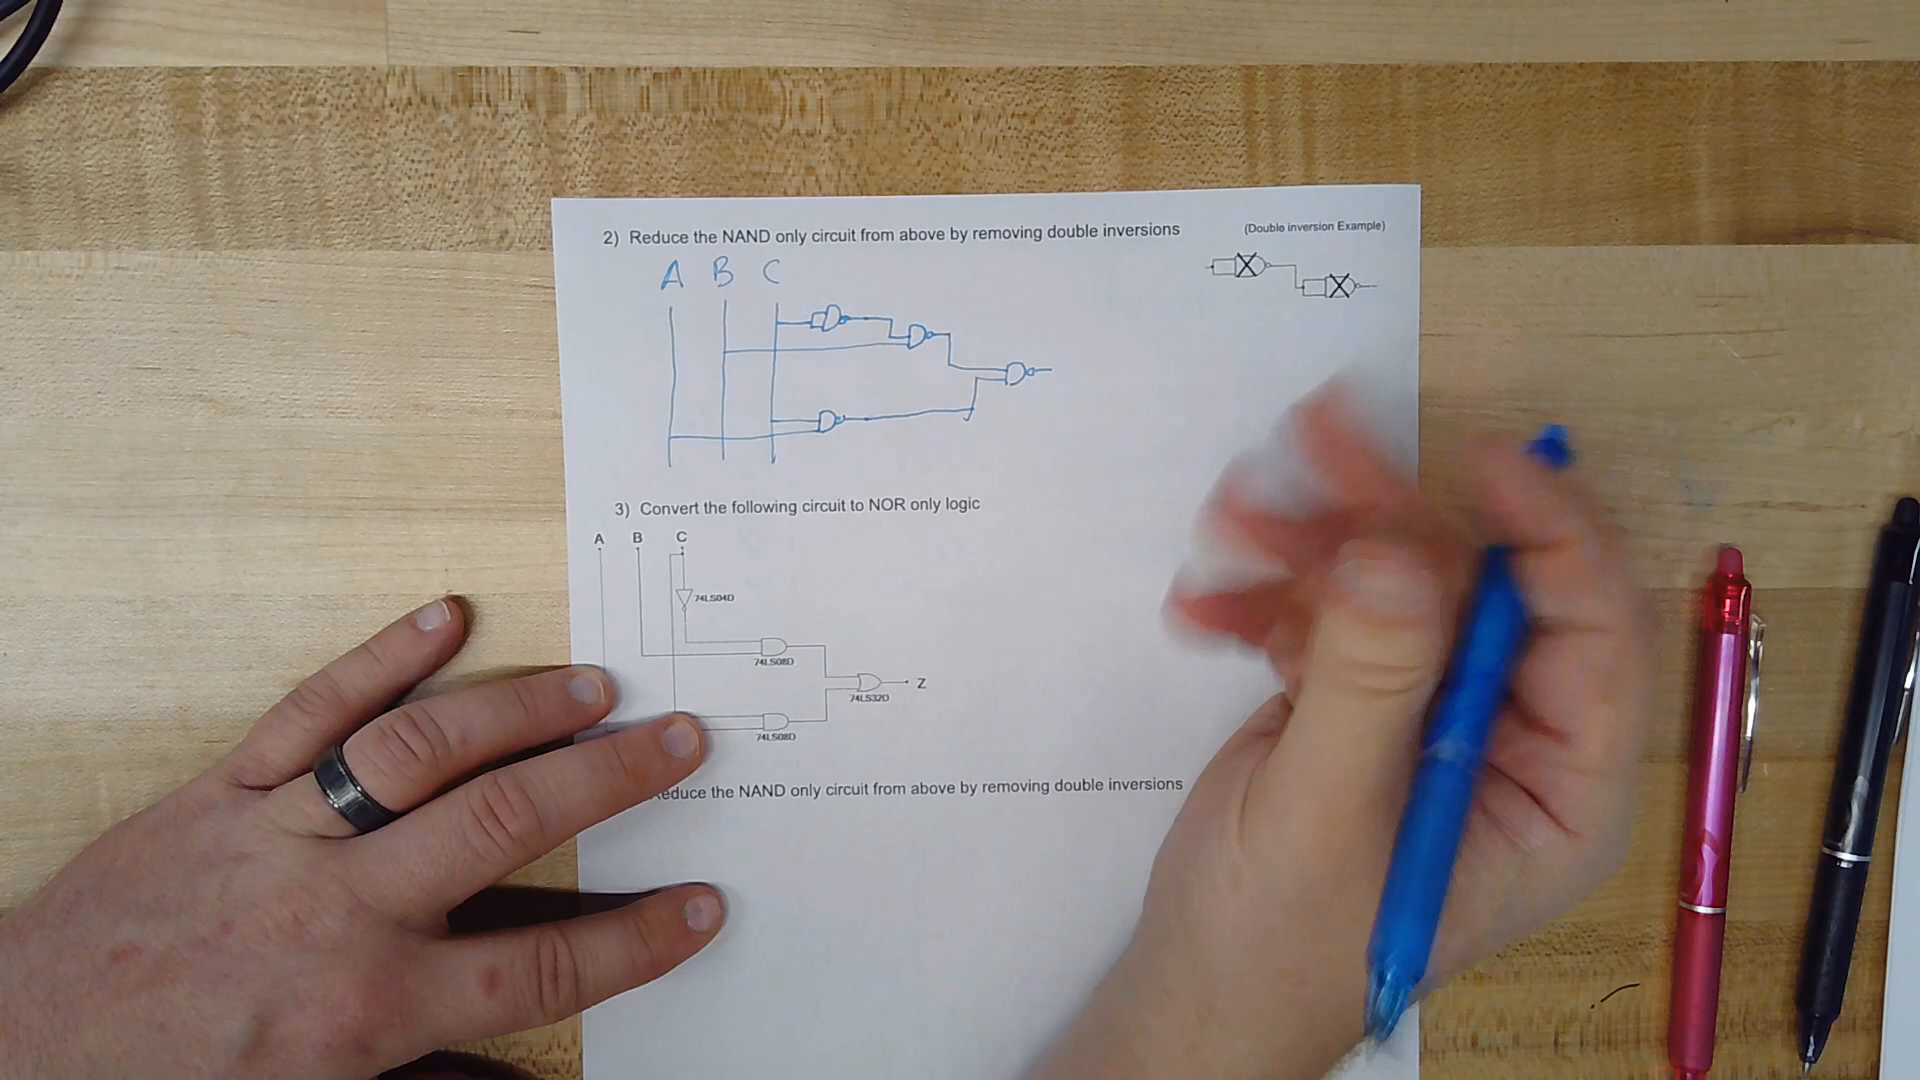 2) Reduce the NAND only circuit from above by removing double inversions
(Double inversion Example)
A B C
3) Convert the following circuit to NOR only logic
A B C
74LS04D
74LS08D
Z
74LS32D
74LS08D
educe the NAND only circuit from above by removing double inversions